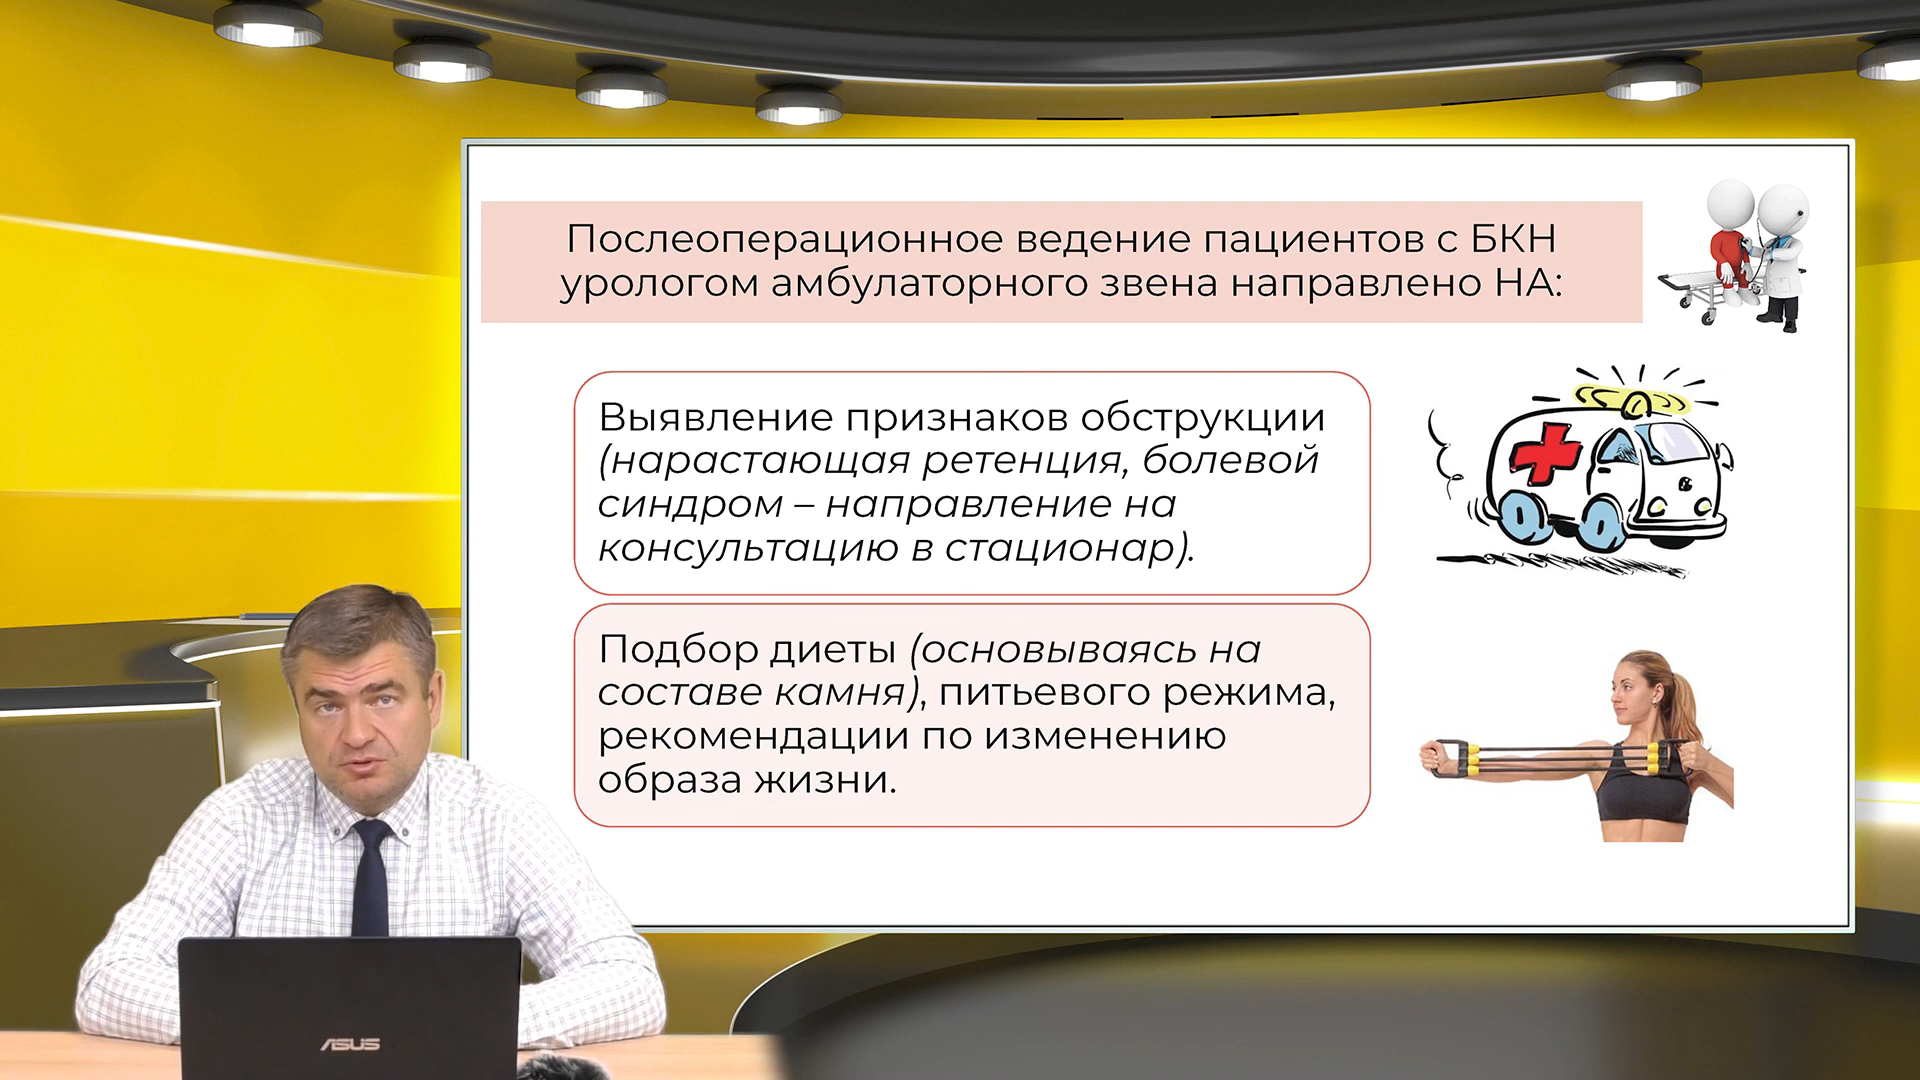 Послеоперационное ведение пациентов с БКН
урологом амбулаторного звена направлено НА:
Выявление признаков обструкции
(нарастающая ретенция, болевой
синдром – направление на
консультацию в стационар).
Подбор диеты (основываясь на
составе камня), питьевого режима,
рекомендации по изменению
образа жизни.
ASUS